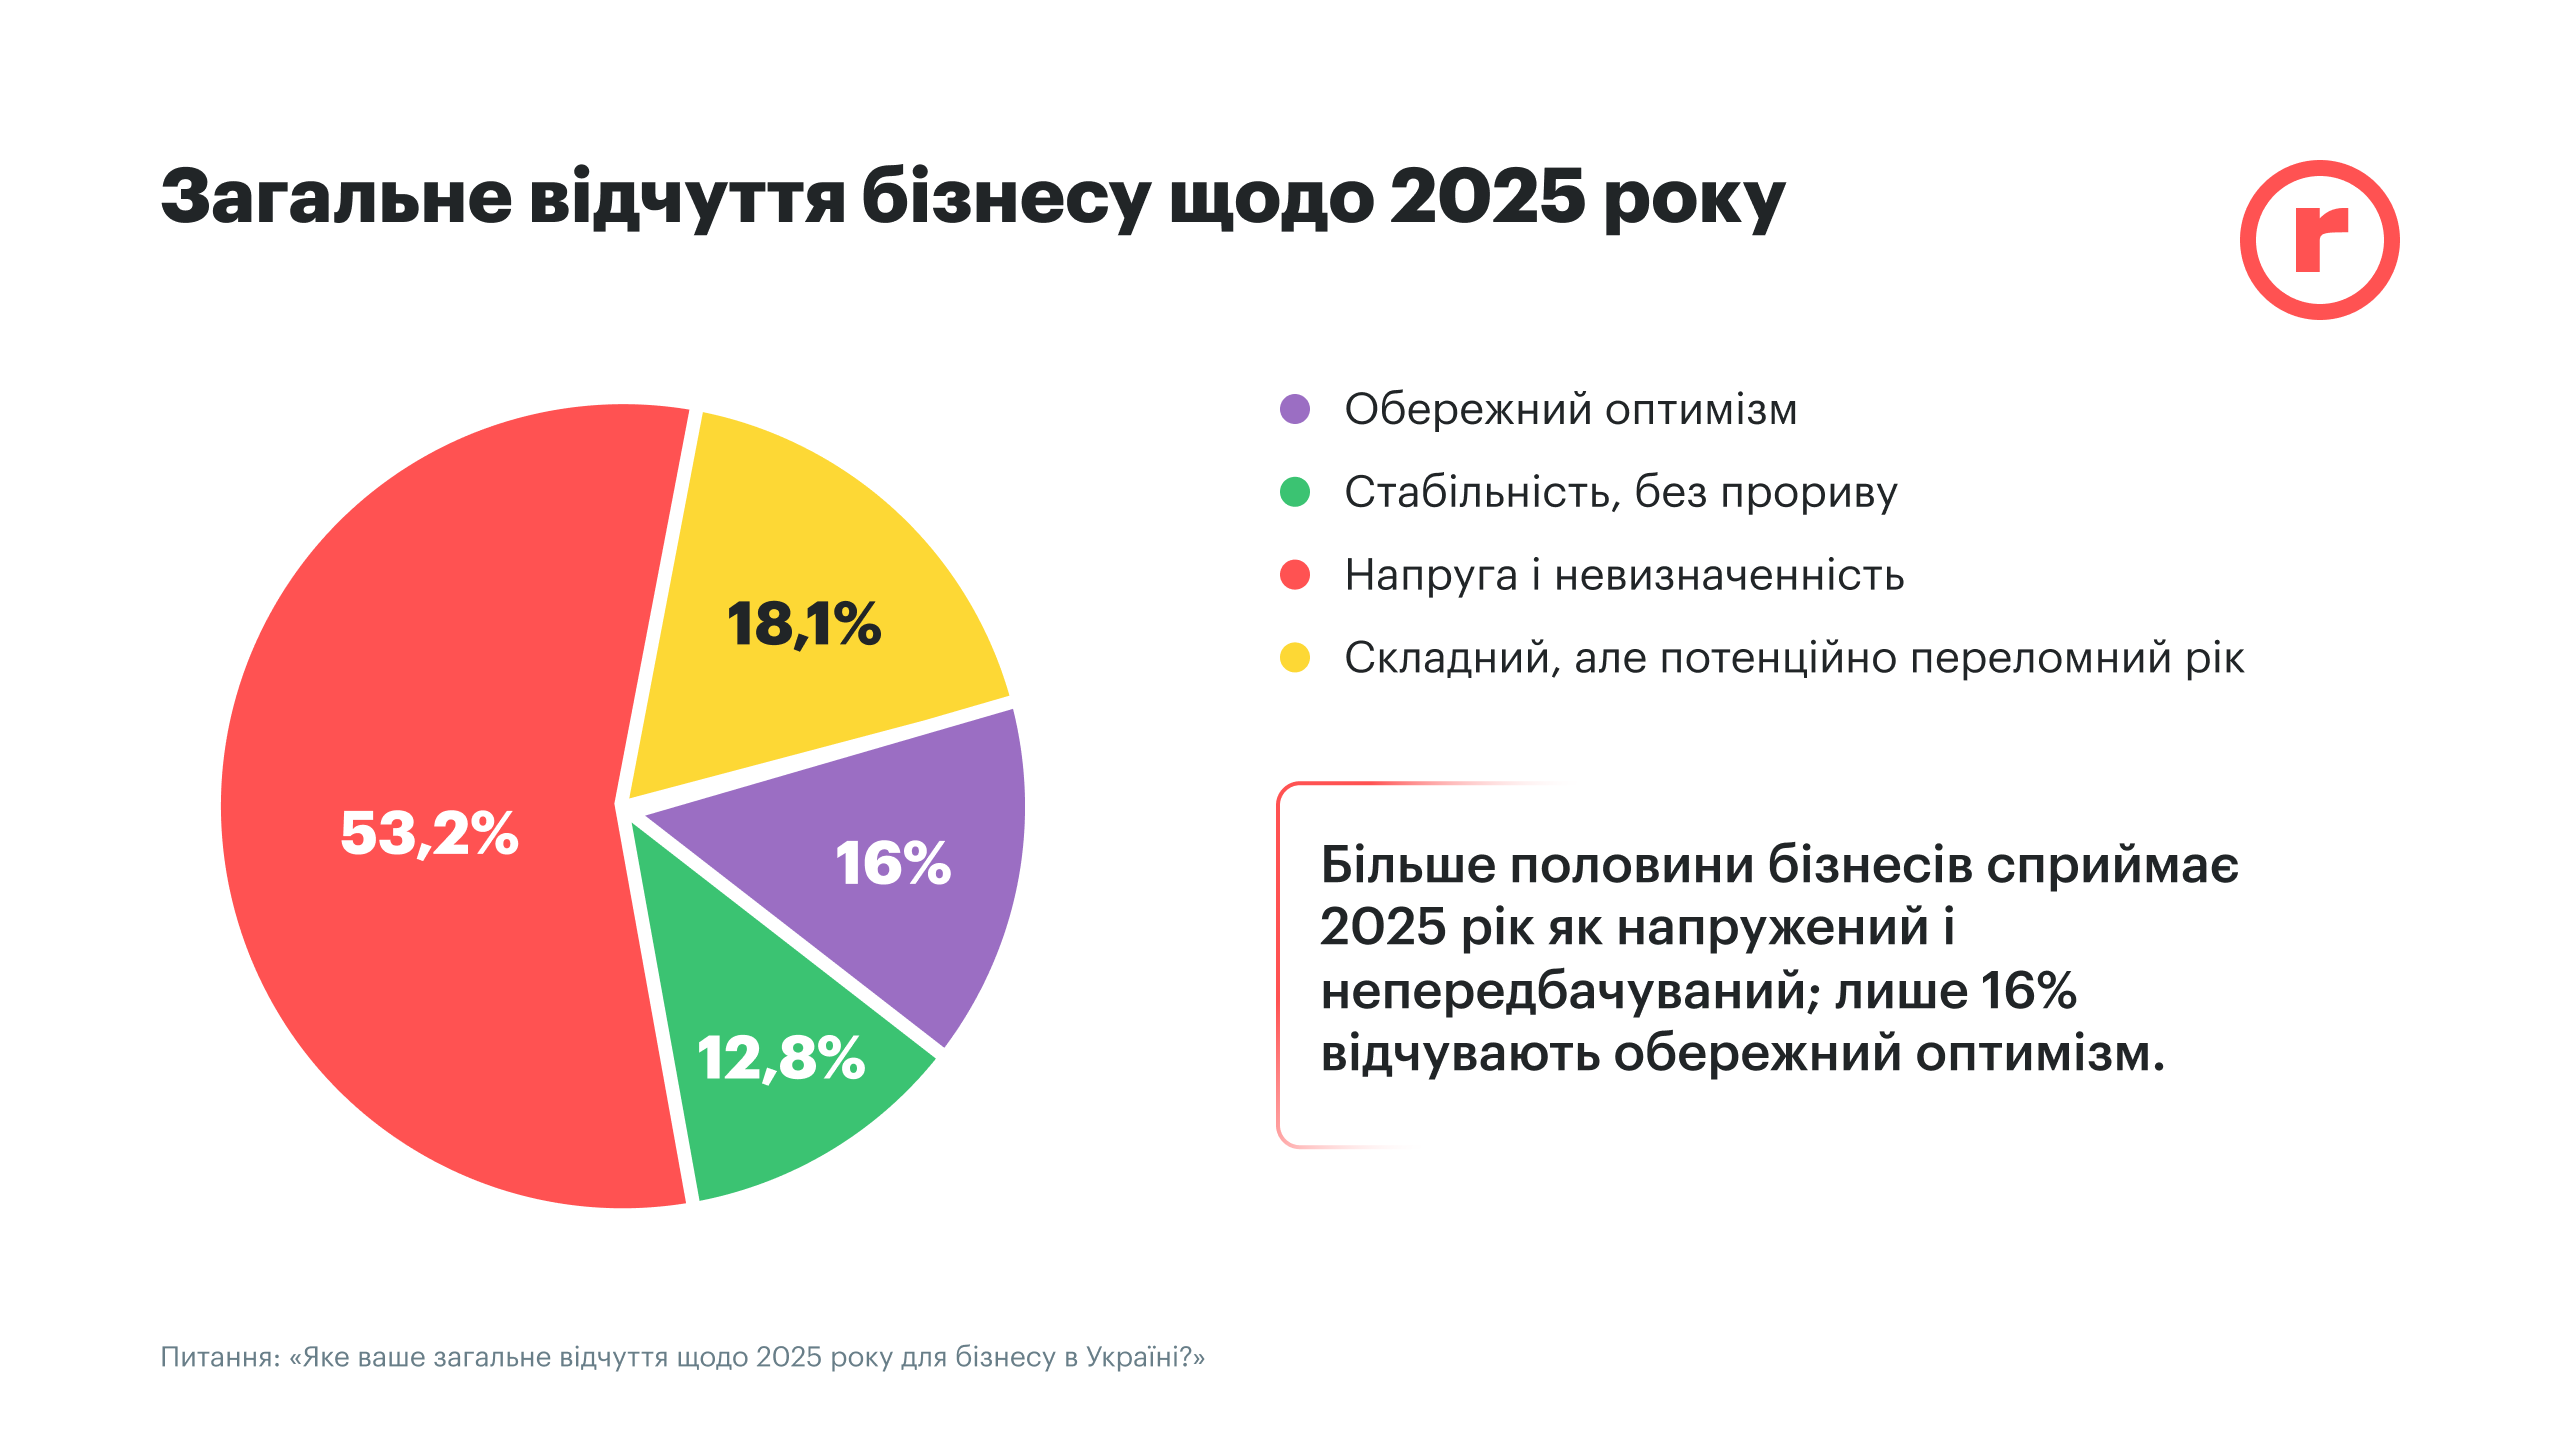 Загальне відчуття бізнесу щодо 2025 року
r
18,1%
53,2%
16%
12,8%
Обережний оптимізм
Стабільність, без прориву
Напруга і невизначенність
Складний, але потенційно переломний рік
Більше половини бізнесів сприймає
2025 рік як напружений і
непередбачуваний; лише 16%
відчувають обережний оптимізм.
Питання: «Яке ваше загальне відчуття щодо 2025 року для бізнесу в Україні?»